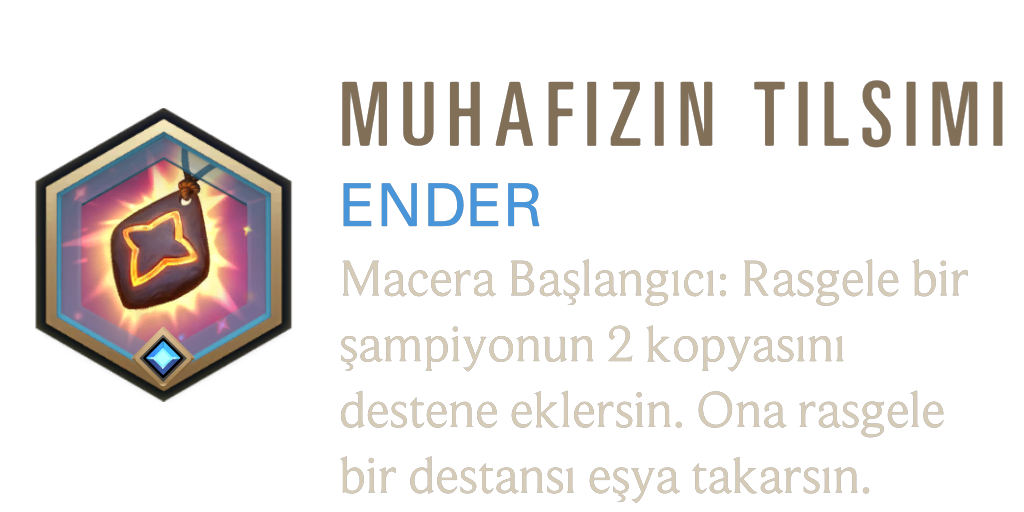 MUHAFIZIN TILSIMI
ENDER
Macera Başlangıcı: Rasgele bir
şampiyonun 2 kopyasını
destene eklersin. Ona rasgele
bir destansı eşya takarsın.